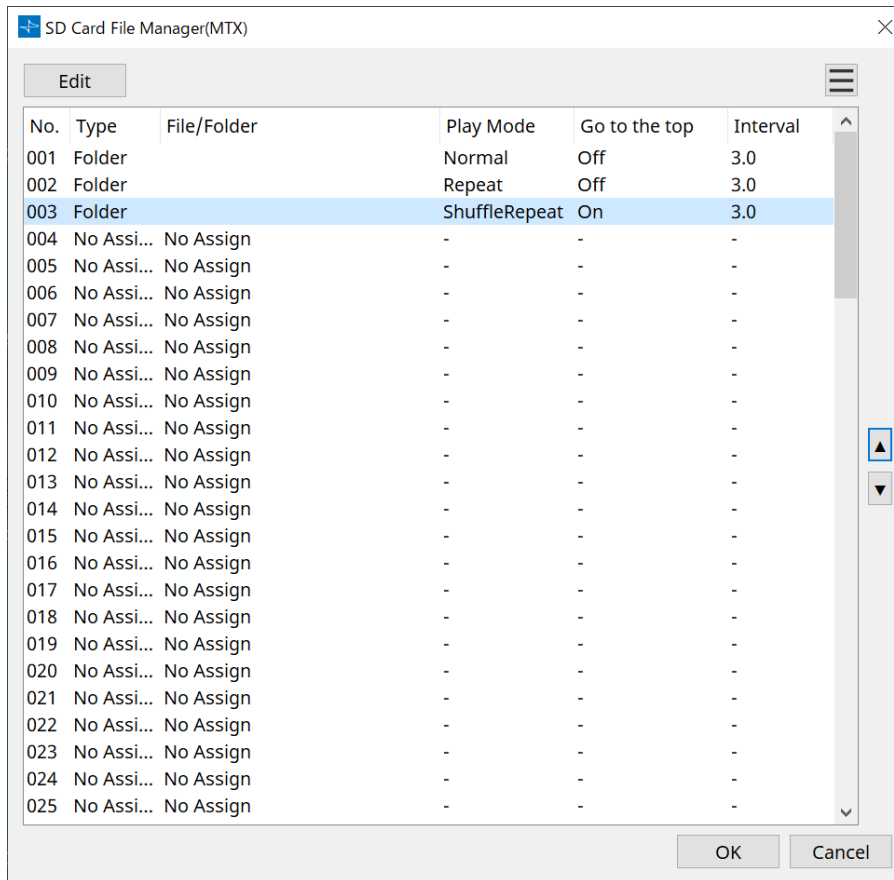 SD Card File Manager(MTX)
Edit
No. Type File/Folder Play Mode Go to the top Interval
001 Folder Normal Off 3.0
002 Folder Repeat Off 3.0
003 Folder ShuffleRepeat On 3.0
004 No Assi... No Assign - - -
005 No Assi... No Assign - - -
006 No Assi... No Assign - - -
007 No Assi... No Assign - - -
008 No Assi... No Assign - - -
009 No Assi... No Assign - - -
010 No Assi... No Assign - - -
011 No Assi... No Assign - - -
012 No Assi... No Assign - - -
013 No Assi... No Assign - - -
014 No Assi... No Assign - - -
015 No Assi... No Assign - - -
016 No Assi... No Assign - - -
017 No Assi... No Assign - - -
018 No Assi... No Assign - - -
019 No Assi... No Assign - - -
020 No Assi... No Assign - - -
021 No Assi... No Assign - - -
022 No Assi... No Assign - - -
023 No Assi... No Assign - - -
024 No Assi... No Assign - - -
025 No Assi... No Assign - - -
OK Cancel